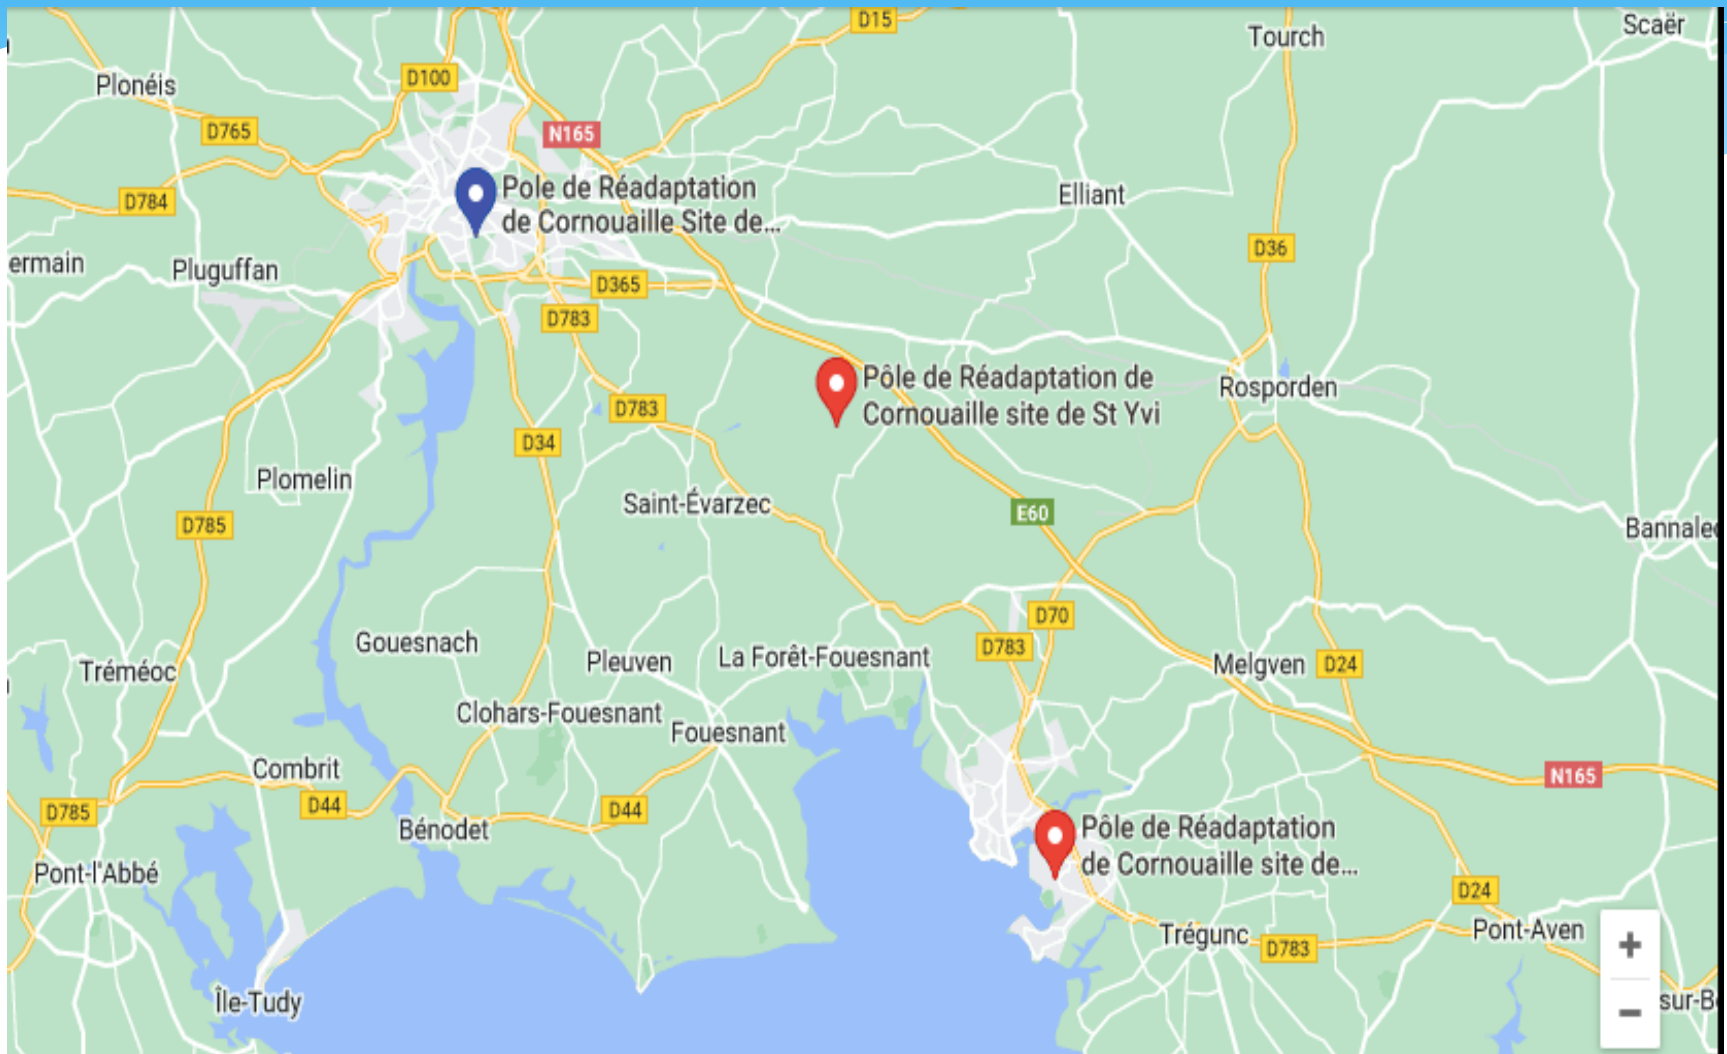 D15
Scaër
Tourch
D100
Plonéis
D765
N165
Pole de Réadaptation
de Cornouaille Site de...
D784
Elliant
D36
ermain
Pluguffan
D365
D783
Pôle de Réadaptation de
Cornouaille site de St Yvi
Rosporden
D783
D34
Plomelin
Saint-Évarzec
E60
D785
Bannalec
D70
Gouesnach
D783
La Forêt-Fouesnant
Pleuven
Melgven
D24
Tréméoc
Clohars-Fouesnant
Fouesnant
Combrit
N165
D44
D44
D785
Bénodet
Pôle de Réadaptation
de Cornouaille site de...
Pont-l'Abbé
D24
Pont-Aven
Trégunc
D783
+
Île-Tudy
sur-B
−